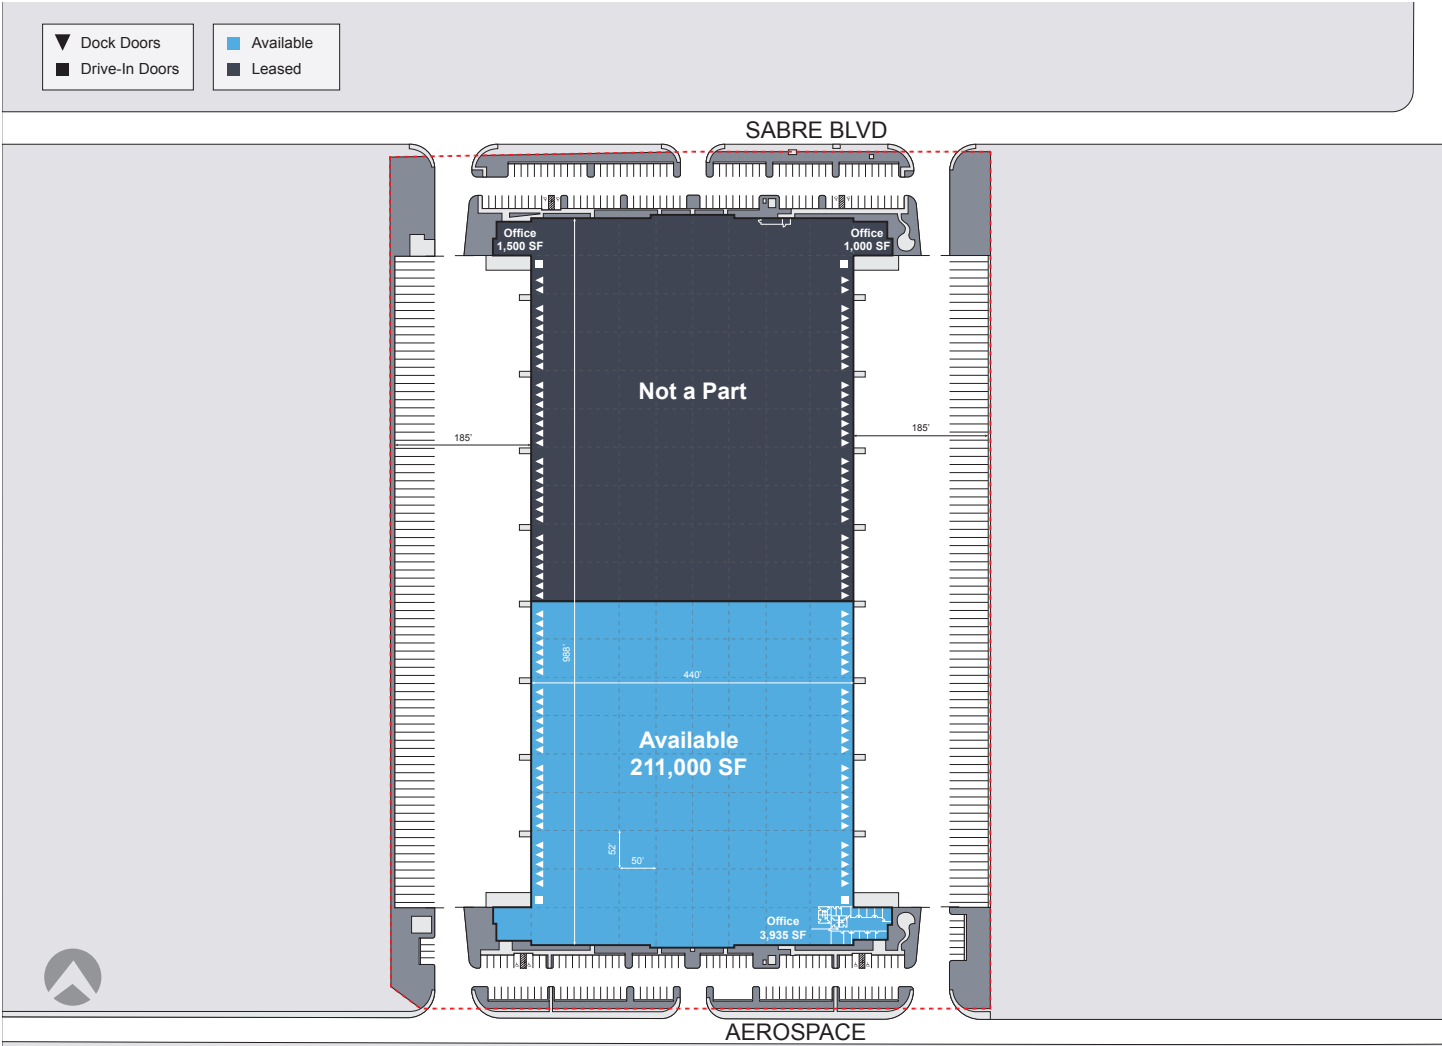 Dock Doors
Drive-In Doors
Available
Leased
SABRE BLVD
Office
1,500 SF
Office
1,000 SF
Not a Part
185'
185'
988'
440'
Available
211,000 SF
52'
50'
Office
3,935 SF
AEROSPACE